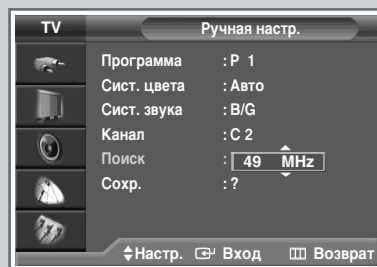 TV
Ручная настр.
Программа : P 1
Сист. цвета : Авто
Сист. звука : B/G
Канал : C 2
Поиск : 49 MHz
Сохр. : ?
Настр. Вход Возврат